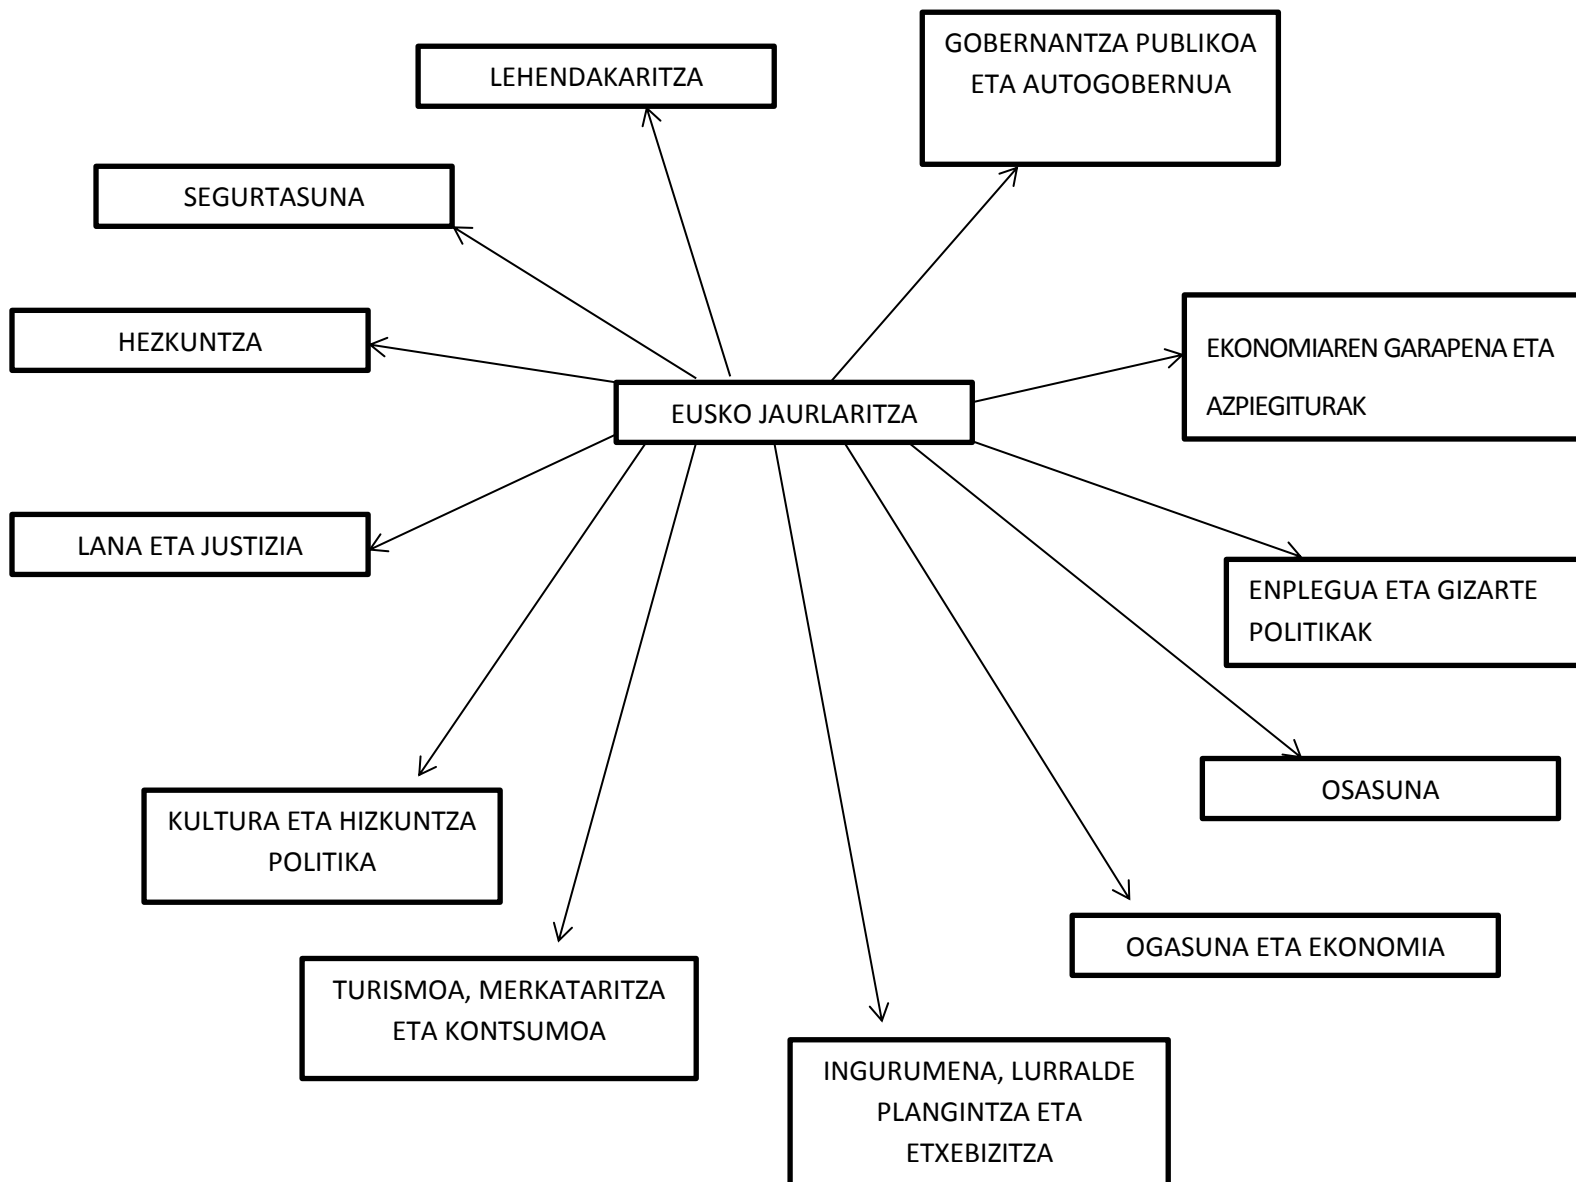 GOBERNANTZA PUBLIKOA
ETA AUTOGOBERNUA
LEHENDAKARITZA
SEGURTASUNA
HEZKUNTZA
EKONOMIAREN GARAPENA ETA
AZPIEGITURAK
EUSKO JAURLARITZA
LANA ETA JUSTIZIA
ENPLEGUA ETA GIZARTE
POLITIKAK
OSASUNA
KULTURA ETA HIZKUNTZA
POLITIKA
OGASUNA ETA EKONOMIA
TURISMOA, MERKATARITZA
ETA KONTSUMOA
INGURUMENA, LURRALDE
PLANGINTZA ETA
ETXEBIZITZA